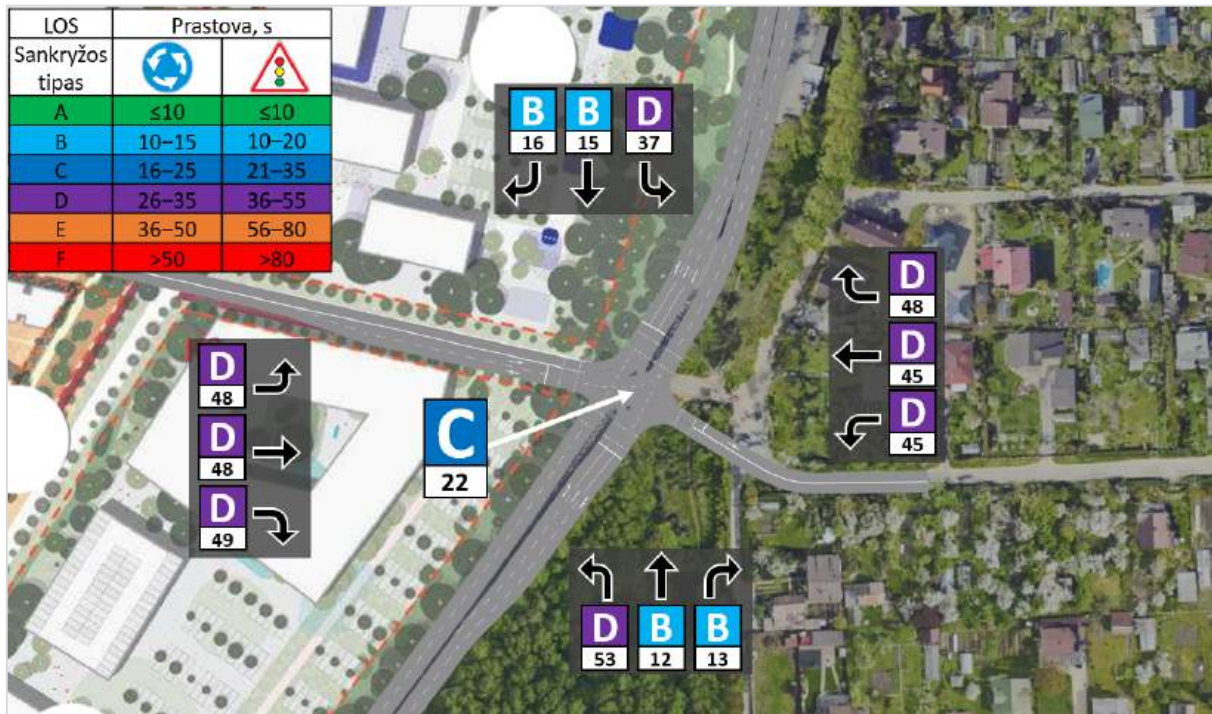 LOS Prastova, s
Sankryžos tipas
A ≤10 ≤10
B 10–15 10–20
C 16–25 21–35
D 26–35 36–55
E 36–50 56–80
F >50 >80
B B D
16 15 37
D
48
D
45
D
45
D
48
D
48
D
49
C
22
D B B
53 12 13